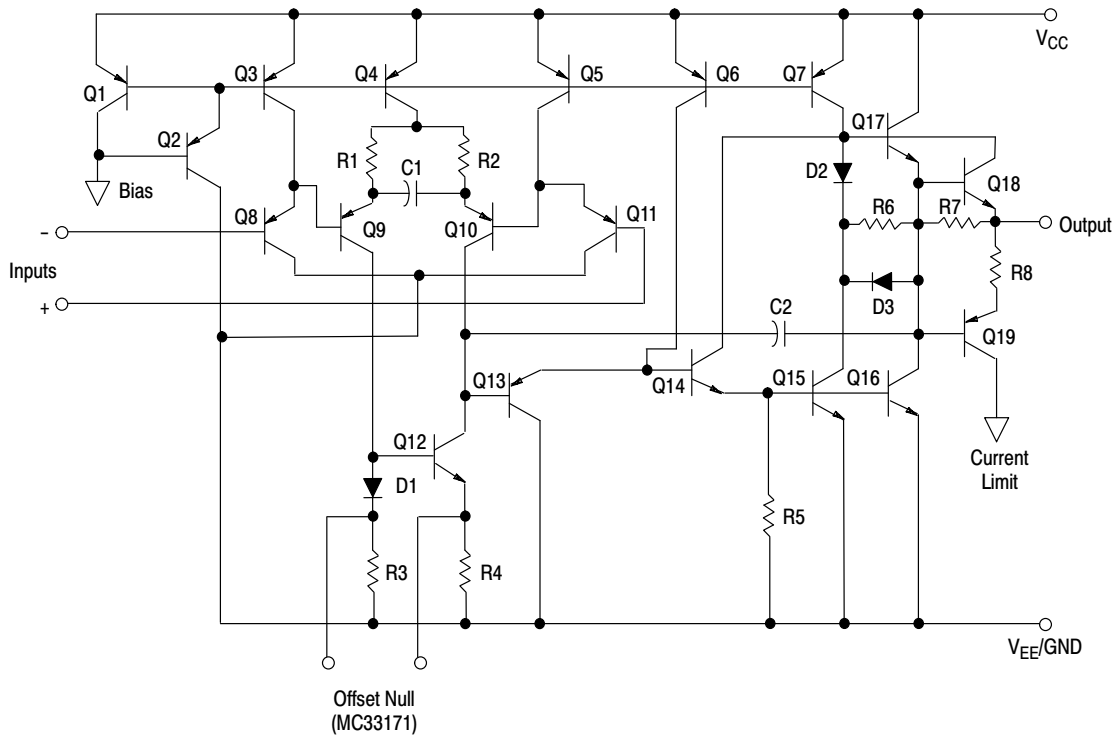 V_CC
Q3
Q4
Q5
Q6
Q7
Q1
Q17
Q2
R1
C1
R2
D2
Q18
Bias
Q8
Q9
Q10
Q11
R6
R7
Output
−
Inputs
R8
+
D3
C2
Q19
Q13
Q14
Q15
Q16
Q12
Current
Limit
D1
R5
R3
R4
V_EE/GND
Offset Null
(MC33171)